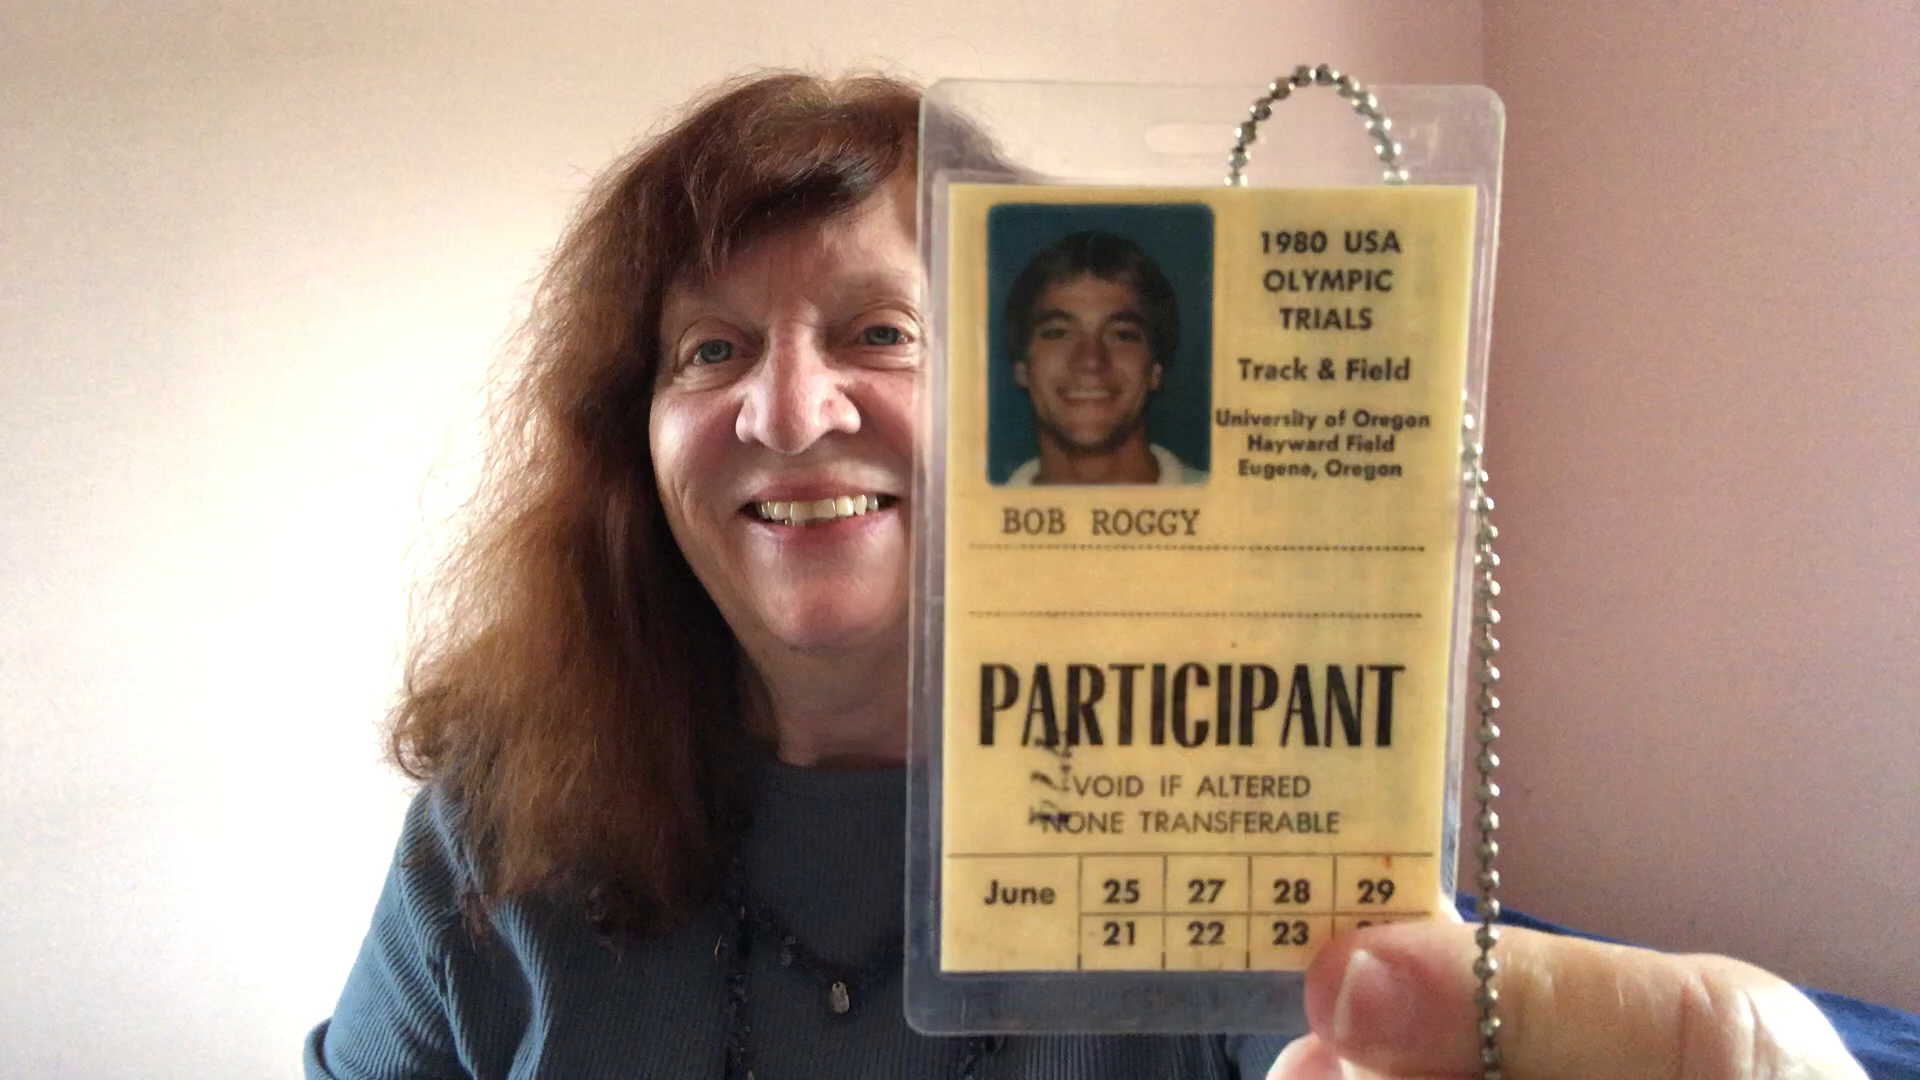 1980 USA
OLYMPIC
TRIALS
Track & Field
University of Oregon
Hayward Field
Eugene, Oregon
BOB ROGGY
PARTICIPANT
VOID IF ALTERED
NONE TRANSFERABLE
June 25 27 28 29
21 22 23